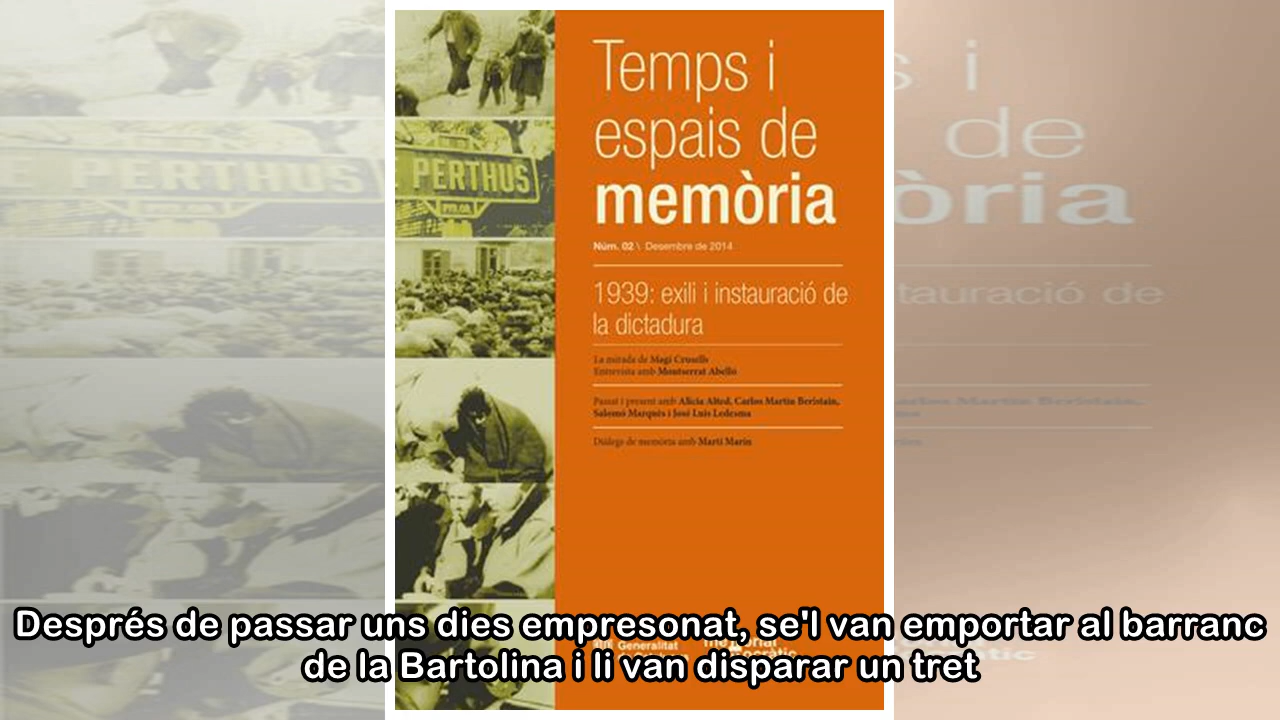 Temps i
espais de
memòria
Núm. 02 \ Desembre de 2014
1939: exili i instauració de
la dictadura
La mirada de Magí Crusells
Entrevista amb Montserrat Abelló
Passat i present amb Alicia Alted, Carlos Martín Beristain,
Salomó Marquès i José Luis Ledesma
Diàlegs de memòria amb Martí Marín
E PERTHUS
Generalitat
Després de passar uns dies empresonat, se'l van emportar al barranc
de la Bartolina i li van disparar un tret